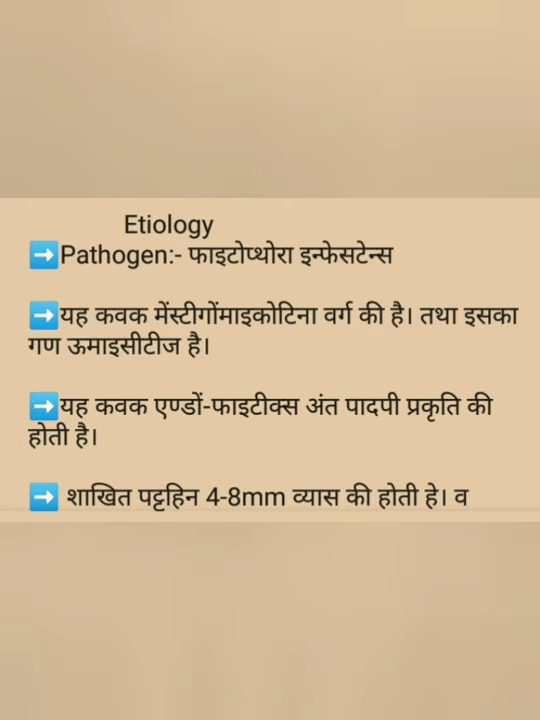 Etiology
➡️Pathogen:- फाइटोप्थोरा इन्फेसटेन्स
➡️यह कवक मेंस्टीगोंमाइकोटिना वर्ग की है। तथा इसका
गण ऊमाइसीटीज है।
➡️यह कवक एण्डों-फाइटीक्स अंत पादपी प्रकृति की
होती है।
➡️ शाखित पट्टहिन 4-8mm व्यास की होती हे। व